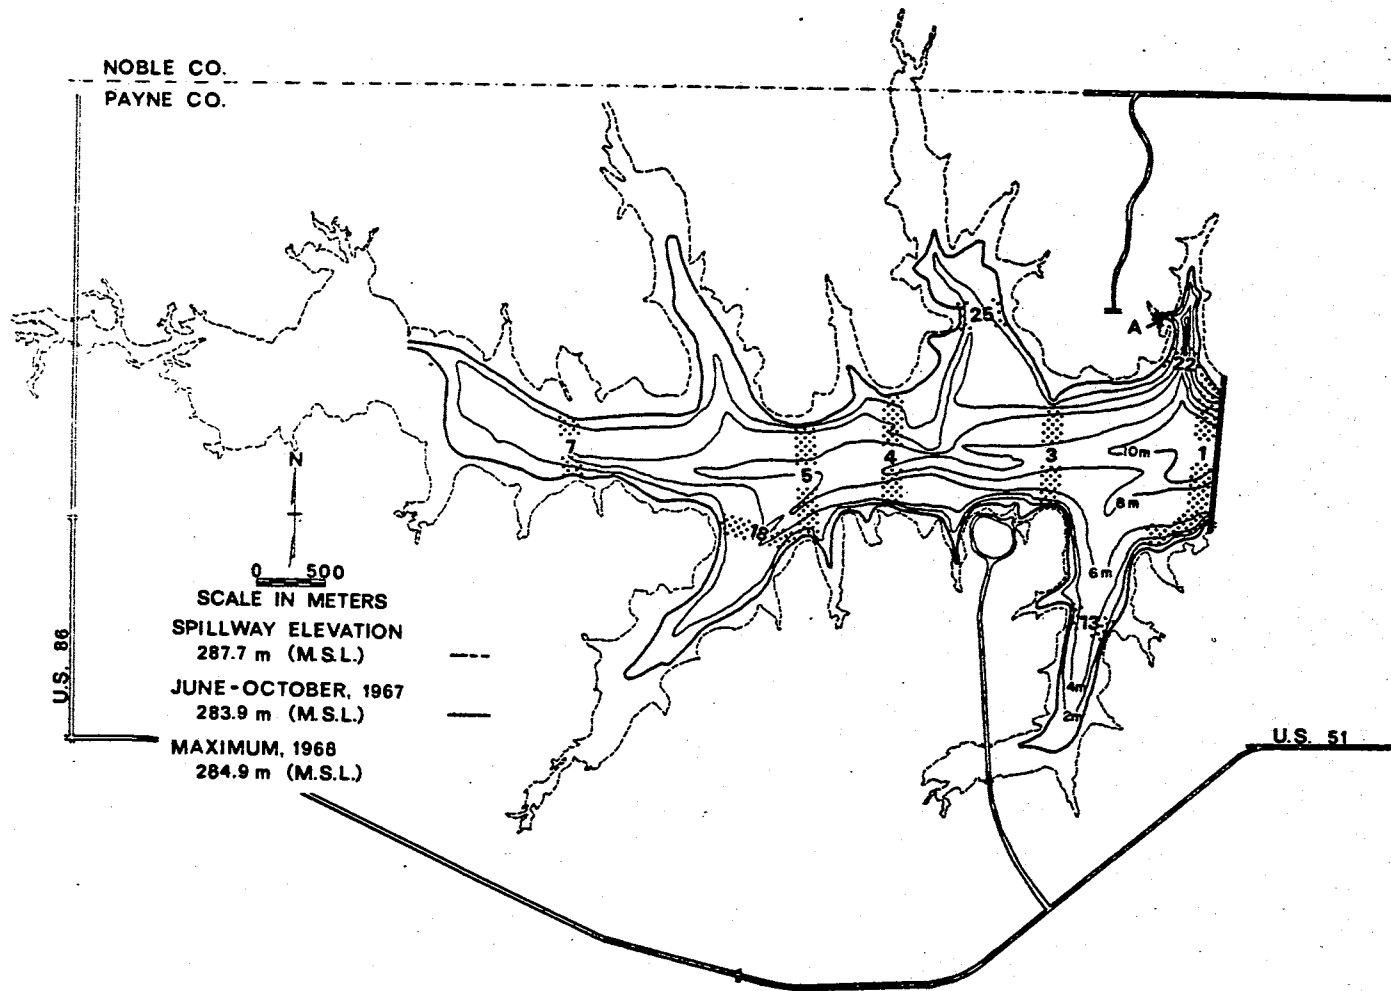 NOBLE CO.
PAYNE CO.
A
25
22
7
5
4
3
1
10m
8m
18
6m
13
4m
2m
N
0 500
SCALE IN METERS
SPILLWAY ELEVATION
287.7 m (M.S.L.)
JUNE-OCTOBER, 1967
283.9 m (M.S.L.)
MAXIMUM, 1968
284.9 m (M.S.L.)
U.S. 86
U.S. 51